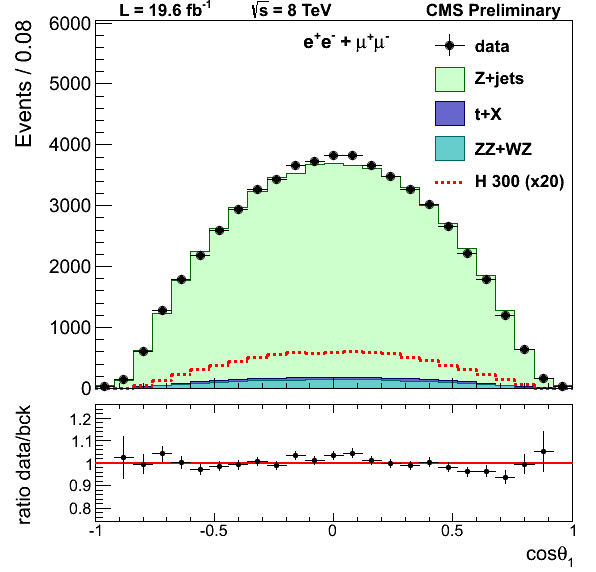 L = 19.6 fb⁻¹ √s = 8 TeV CMS Preliminary
e⁺e⁻ + μ⁺μ⁻
data
Z+jets
t+X
ZZ+WZ
H 300 (x20)
Events / 0.08
6000
5000
4000
3000
2000
1000
0
ratio data/bck
1.2
1.1
1
0.9
0.8
-1 -0.5 0 0.5 1
cosθ₁